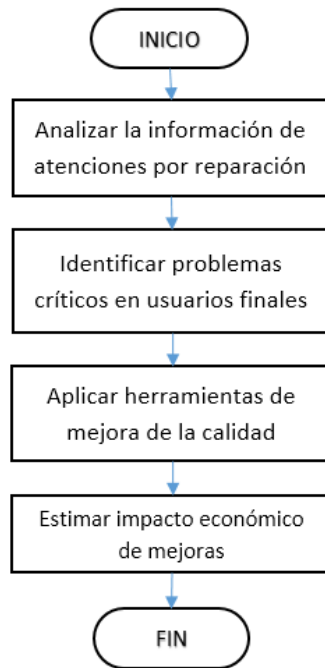 INICIO
Analizar la información de
atenciones por reparación
Identificar problemas
críticos en usuarios finales
Aplicar herramientas de
mejora de la calidad
Estimar impacto económico
de mejoras
FIN